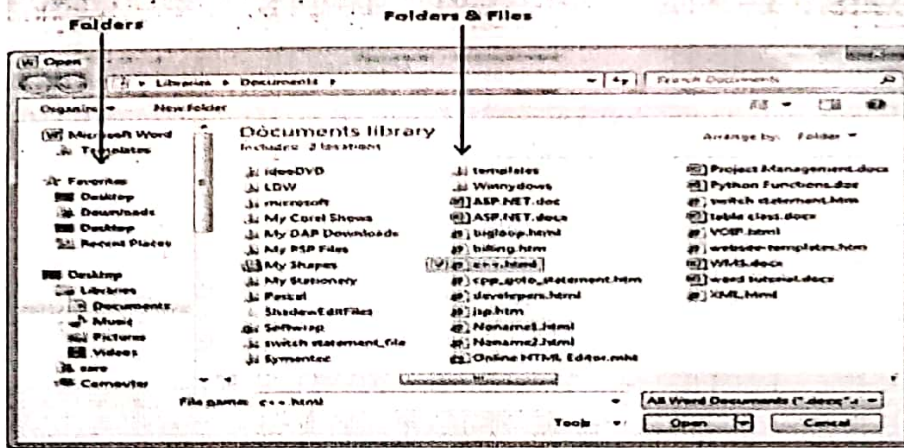 Folders
Folders & Files
Open
Libraries Documents
Search Documents
Organize New folder
Microsoft Word
Templates
Favorites
Desktop
Downloads
Desktop
Recent Places
Desktop
Libraries
Documents
Music
Pictures
Videos
Computer
Documents library
Includes: 2 locations
Arrange by: Folder
LDW
microsoft
My Corel Shows
My DAP Downloads
My PSP Files
My Shapes
My Stationery
Pascal
ShadowEditFiles
Softwrap
switch statement_file
Symantec
templates
Winnydows
ASP.NET.doc
ASP.NET.docx
bigloop.html
billing.htm
c++.html
cpp_goto_statement.htm
developers.html
jsp.htm
Noname1.html
Noname2.html
Online HTML Editor.mht
Project Management.docx
Python Functions.doc
switch statement.htm
table class.docx
VOIP.html
websee-templates.htm
WMS.docx
word tutorial.docx
XML.html
File name: c++.html
All Word Documents
Tools Open Cancel